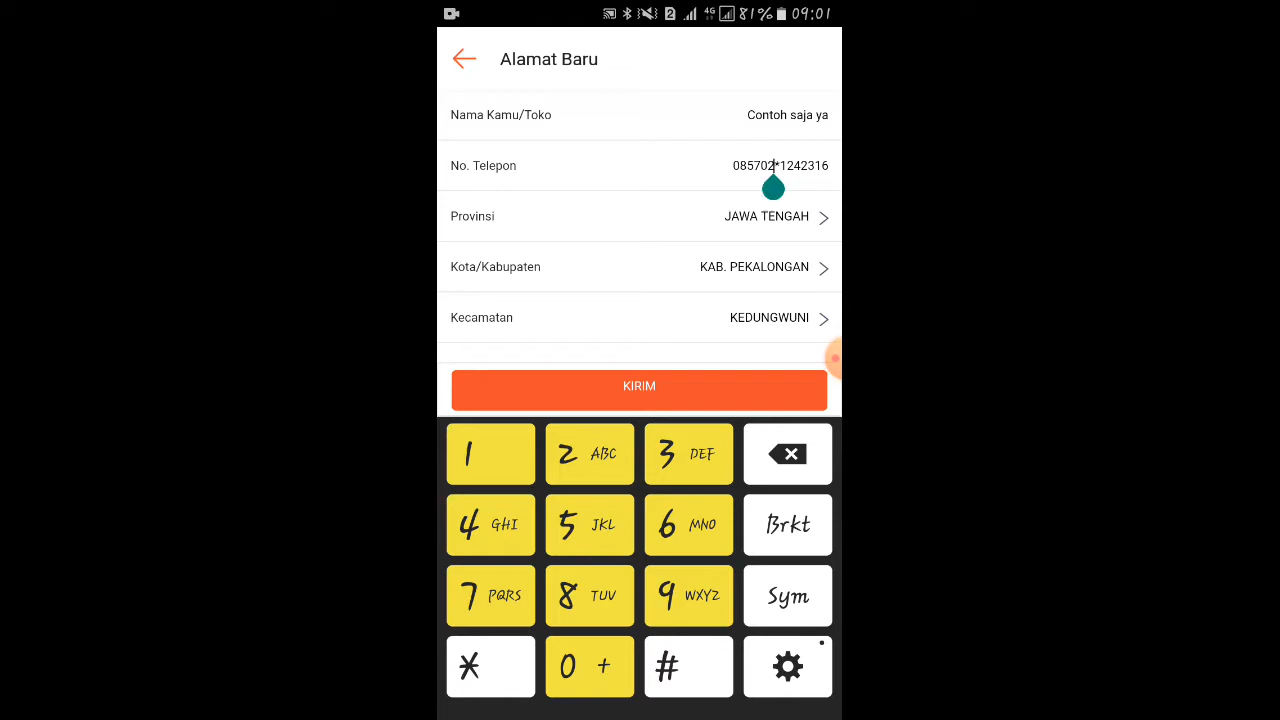 4G 81% 09:01
Alamat Baru
Nama Kamu/Toko Contoh saja ya
No. Telepon 085702*1242316
Provinsi JAWA TENGAH
Kota/Kabupaten KAB. PEKALONGAN
Kecamatan KEDUNGWUNI
KIRIM
1 2 ABC 3 DEF
4 GHI 5 JKL 6 MNO Brkt
7 PQRS 8 TUV 9 WXYZ Sym
* 0 + #